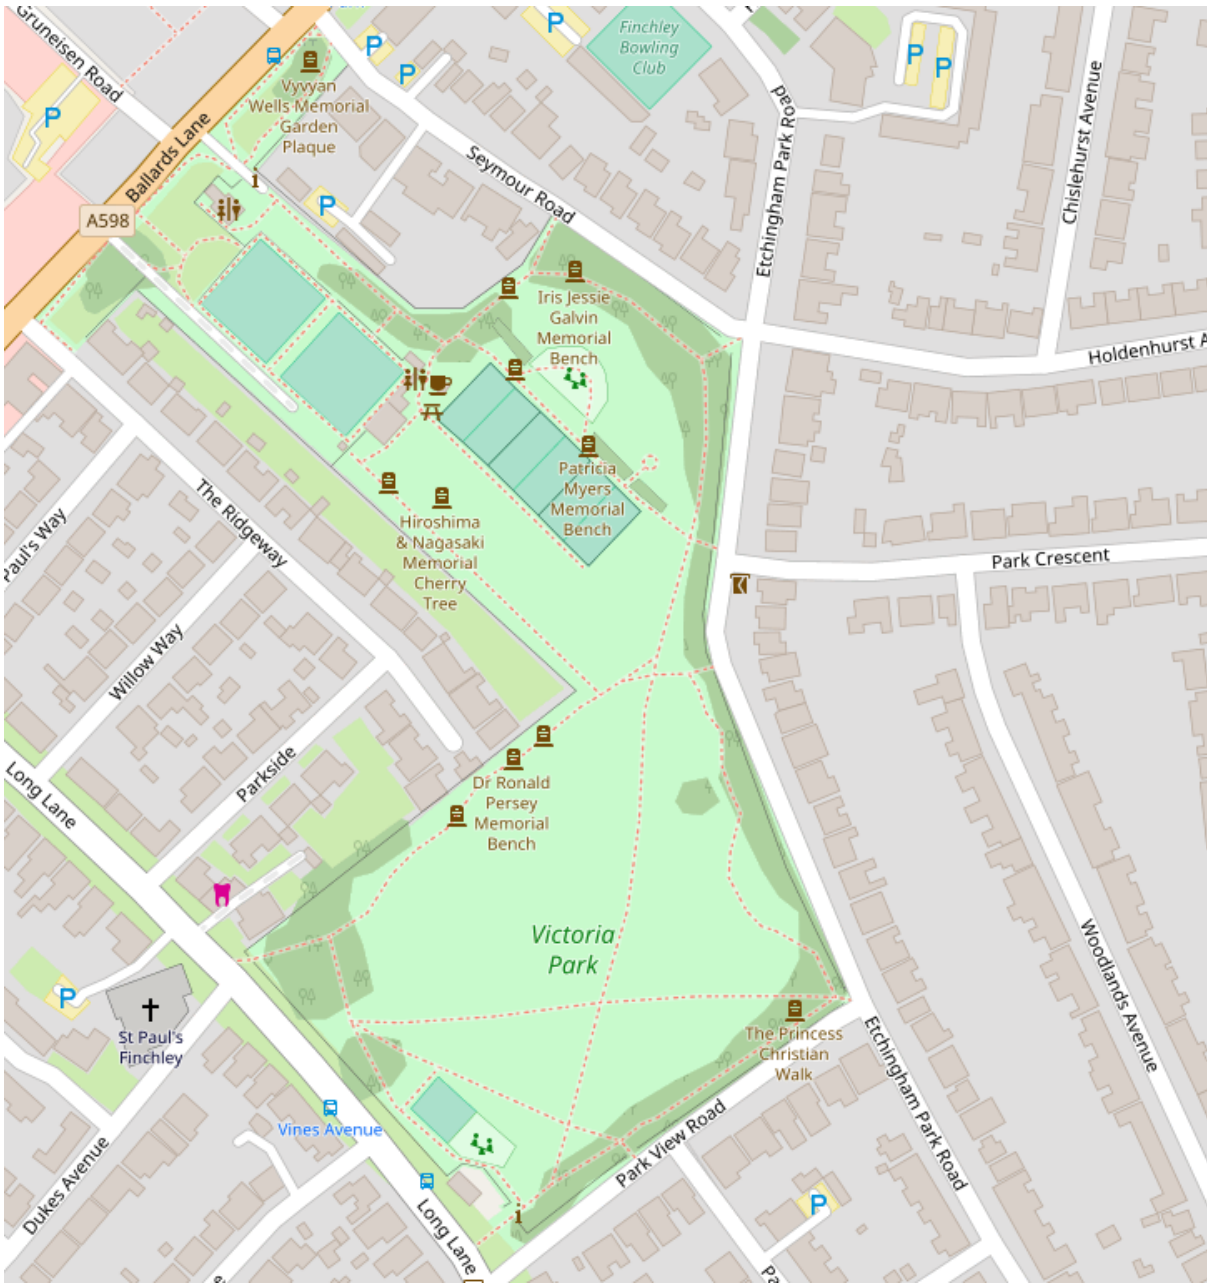 Gruneisen Road
Ballards Lane
A598
Vyvyan
Wells Memorial
Garden
Plaque
Finchley
Bowling
Club
Seymour Road
Etchingham Park Road
Chislehurst Avenue
Holdenhurst A
Iris Jessie
Galvin
Memorial
Bench
Patricia
Myers
Memorial
Bench
Hiroshima
& Nagasaki
Memorial
Cherry
Tree
The Ridgeway
Paul's Way
Willow Way
Parkside
Long Lane
Park Crescent
Dr Ronald
Persey
Memorial
Bench
Victoria
Park
The Princess
Christian
Walk
Woodlands Avenue
Etchingham Park Road
Park View Road
St Paul's
Finchley
Vines Avenue
Dukes Avenue
Long Lane
P
P
P
P
P
P
P
P
P